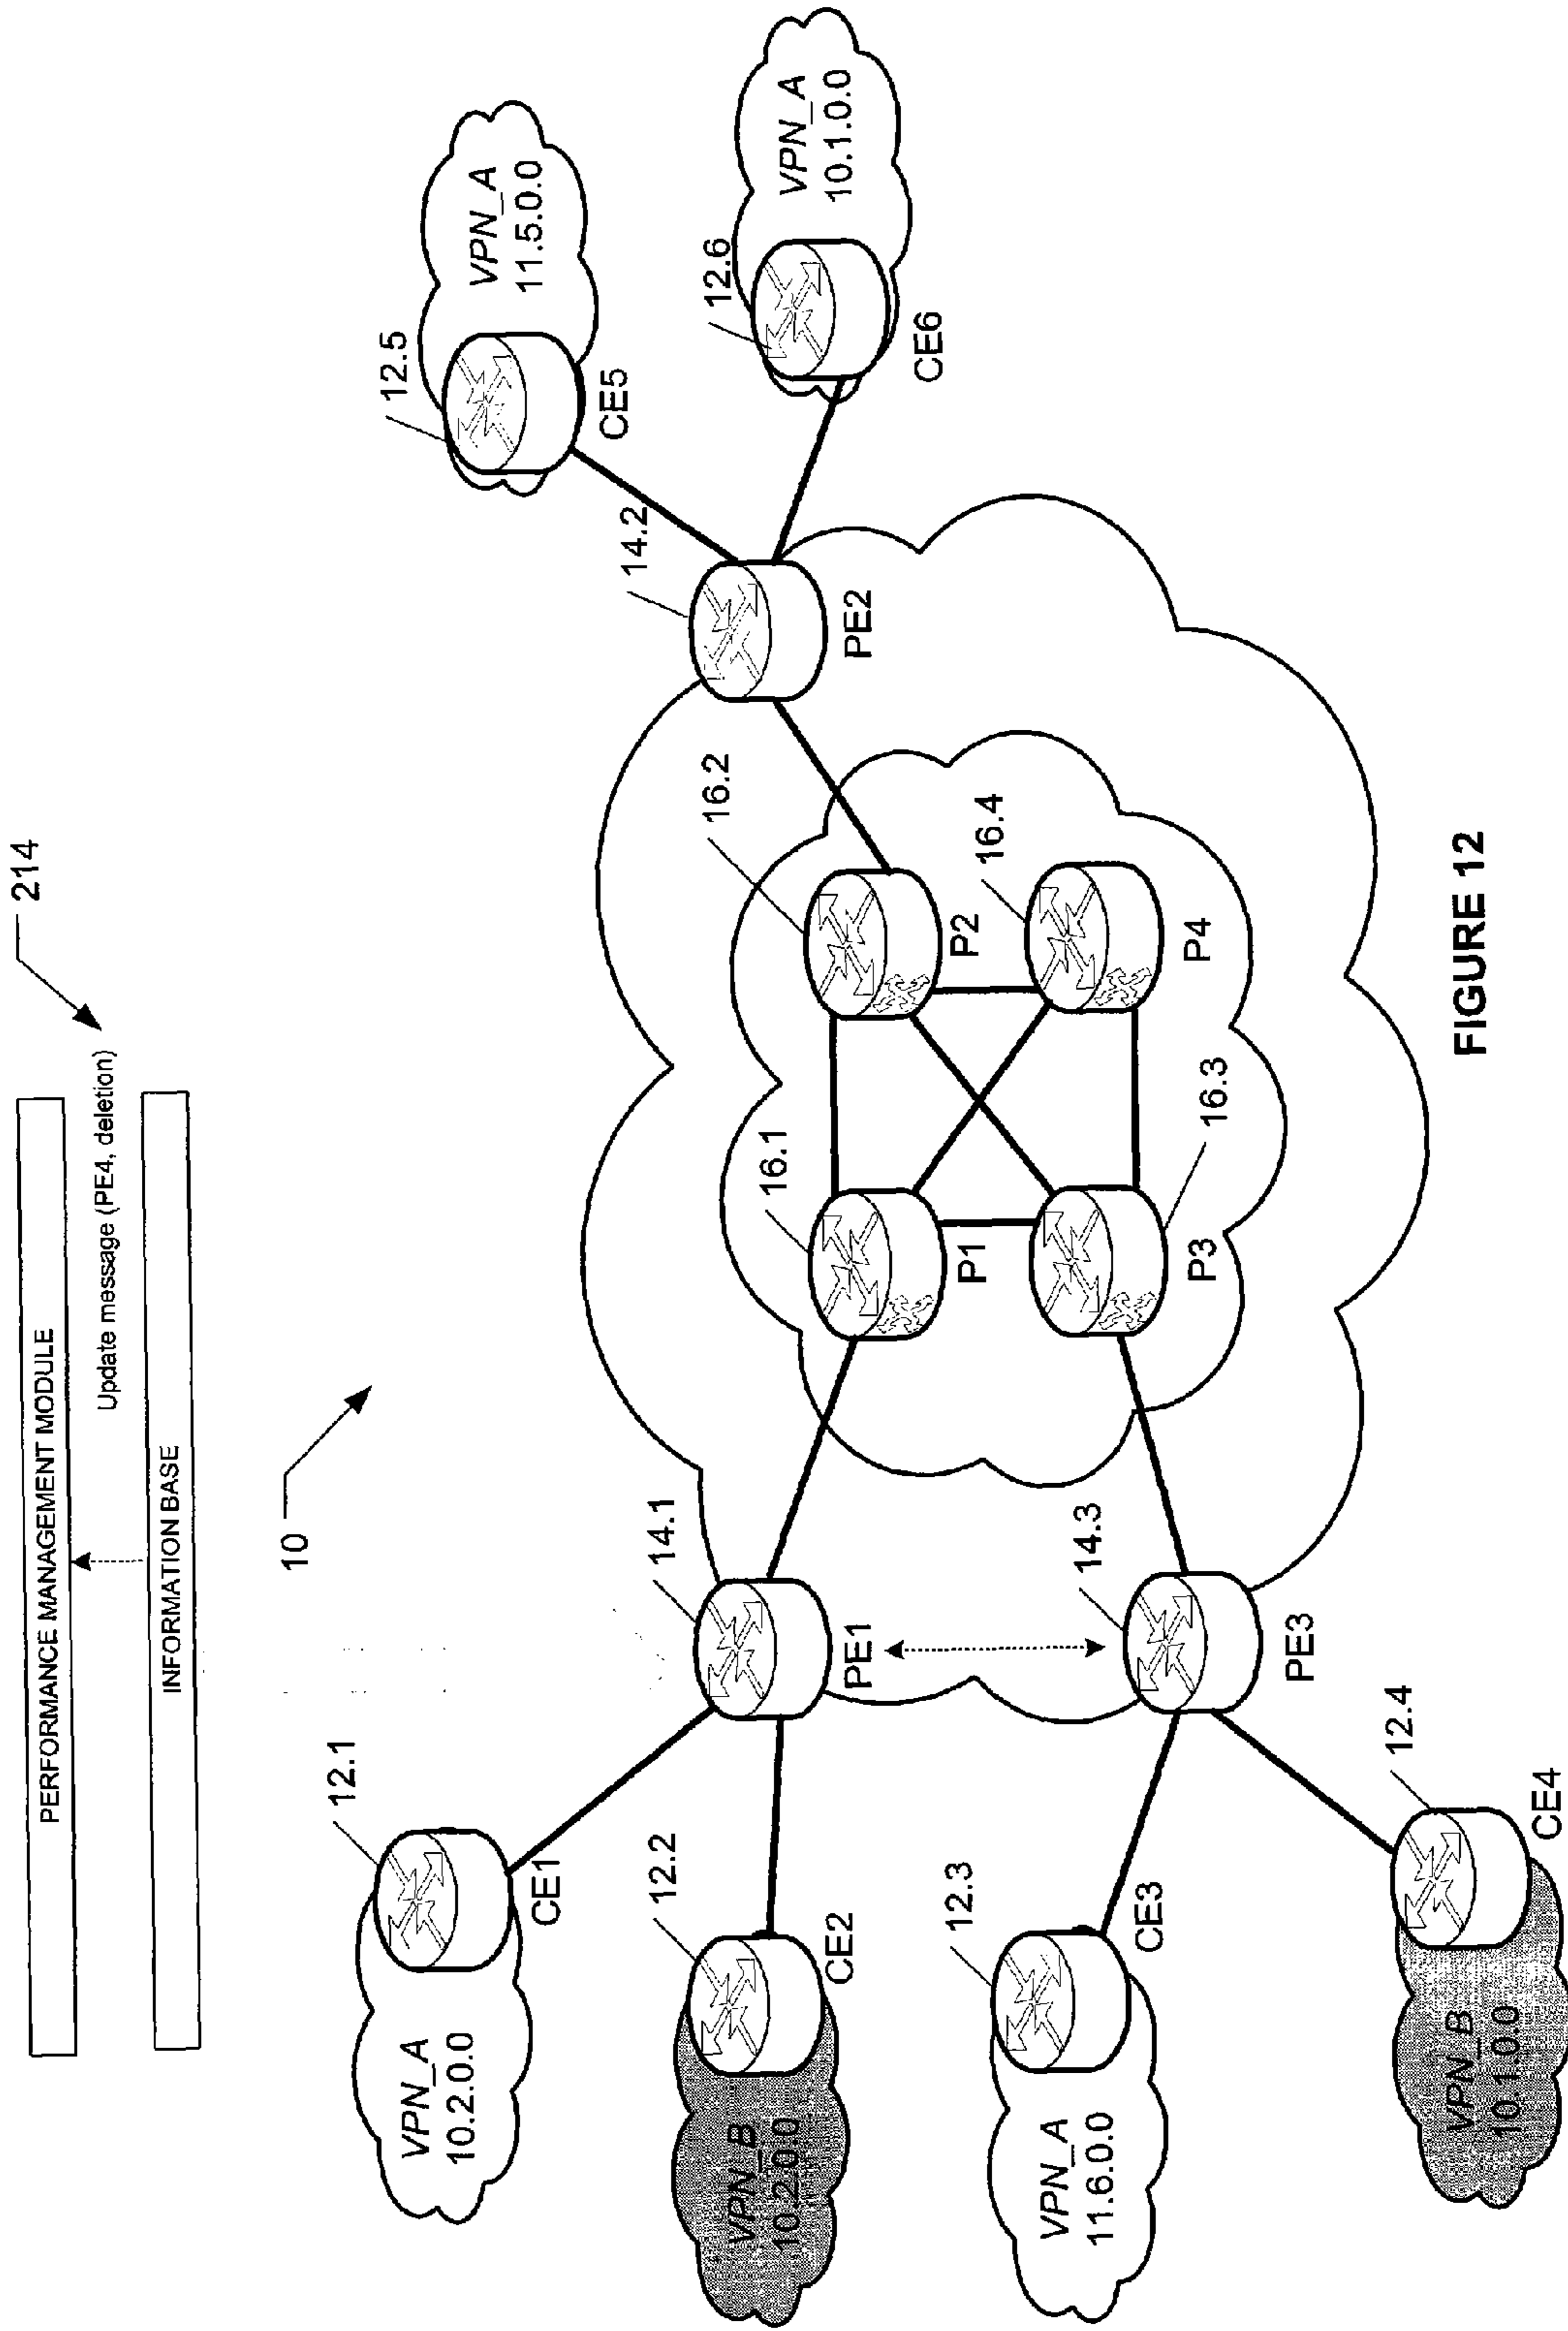 PERFORMANCE MANAGEMENT MODULE
214
Update message (PE4, deletion)
INFORMATION BASE
10
12.1
CE1
VPN_A
10.2.0.0
12.2
CE2
VPN_B
10.2.0.0
12.3
CE3
VPN_A
11.6.0.0
12.4
CE4
VPN_B
10.1.0.0
14.1
PE1
14.3
PE3
16.1
P1
16.2
P2
16.3
P3
16.4
P4
14.2
PE2
12.5
CE5
VPN_A
11.5.0.0
12.6
CE6
VPN_A
10.1.0.0
FIGURE 12